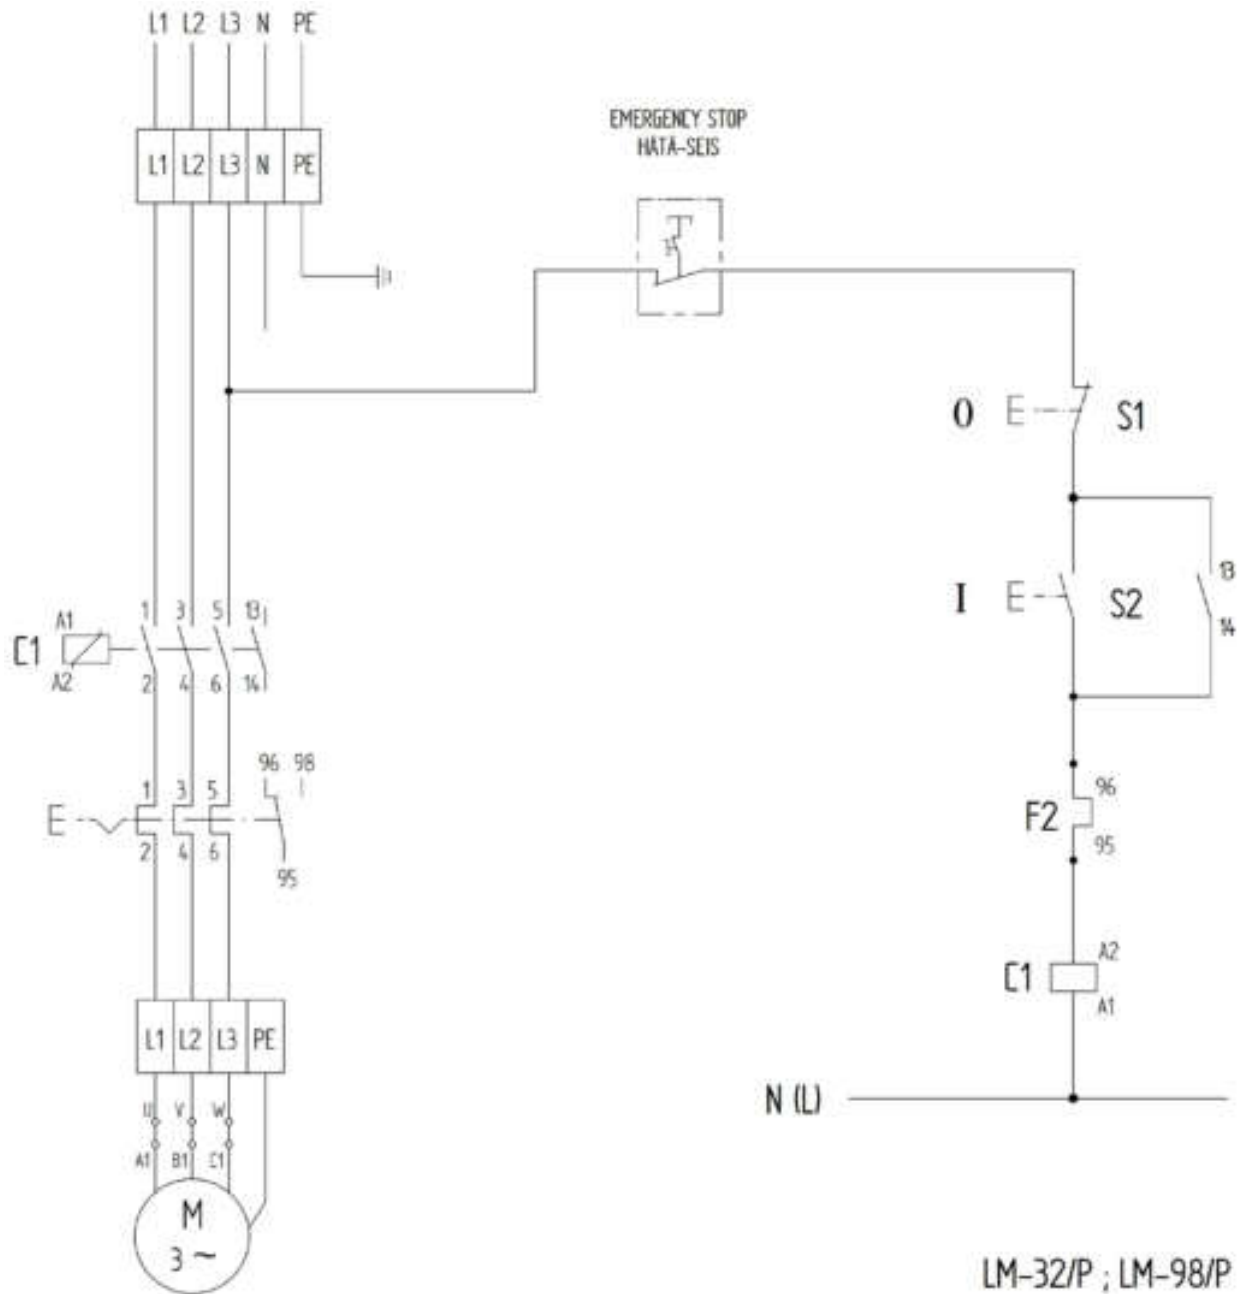 L1 L2 L3 N PE
L1 L2 L3 N PE
EMERGENCY STOP
HÄTÄ-SEIS
0 S1
I S2
13
14
C1
A1
A2
1 3 5 13
2 4 6 14
96 98
1 3 5
2 4 6
95
F2
96
95
C1
A2
A1
L1 L2 L3 PE
U V W
A1 B1 C1
M
3 ~
N (L)
LM-32/P ; LM-98/P